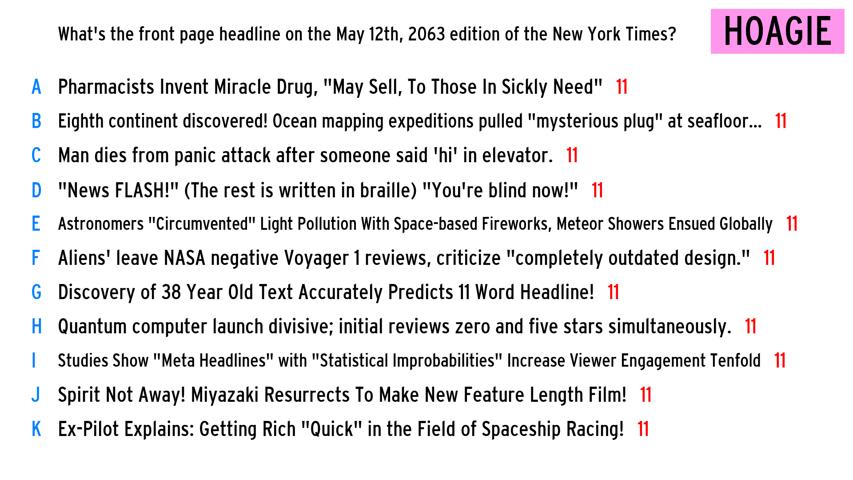 What's the front page headline on the May 12th, 2063 edition of the New York Times?
HOAGIE
A Pharmacists Invent Miracle Drug, "May Sell, To Those In Sickly Need" 11
B Eighth continent discovered! Ocean mapping expeditions pulled "mysterious plug" at seafloor... 11
C Man dies from panic attack after someone said 'hi' in elevator. 11
D "News FLASH!" (The rest is written in braille) "You're blind now!" 11
E Astronomers "Circumvented" Light Pollution With Space-based Fireworks, Meteor Showers Ensued Globally 11
F Aliens' leave NASA negative Voyager 1 reviews, criticize "completely outdated design." 11
G Discovery of 38 Year Old Text Accurately Predicts 11 Word Headline! 11
H Quantum computer launch divisive; initial reviews zero and five stars simultaneously. 11
I Studies Show "Meta Headlines" with "Statistical Improbabilities" Increase Viewer Engagement Tenfold 11
J Spirit Not Away! Miyazaki Resurrects To Make New Feature Length Film! 11
K Ex-Pilot Explains: Getting Rich "Quick" in the Field of Spaceship Racing! 11